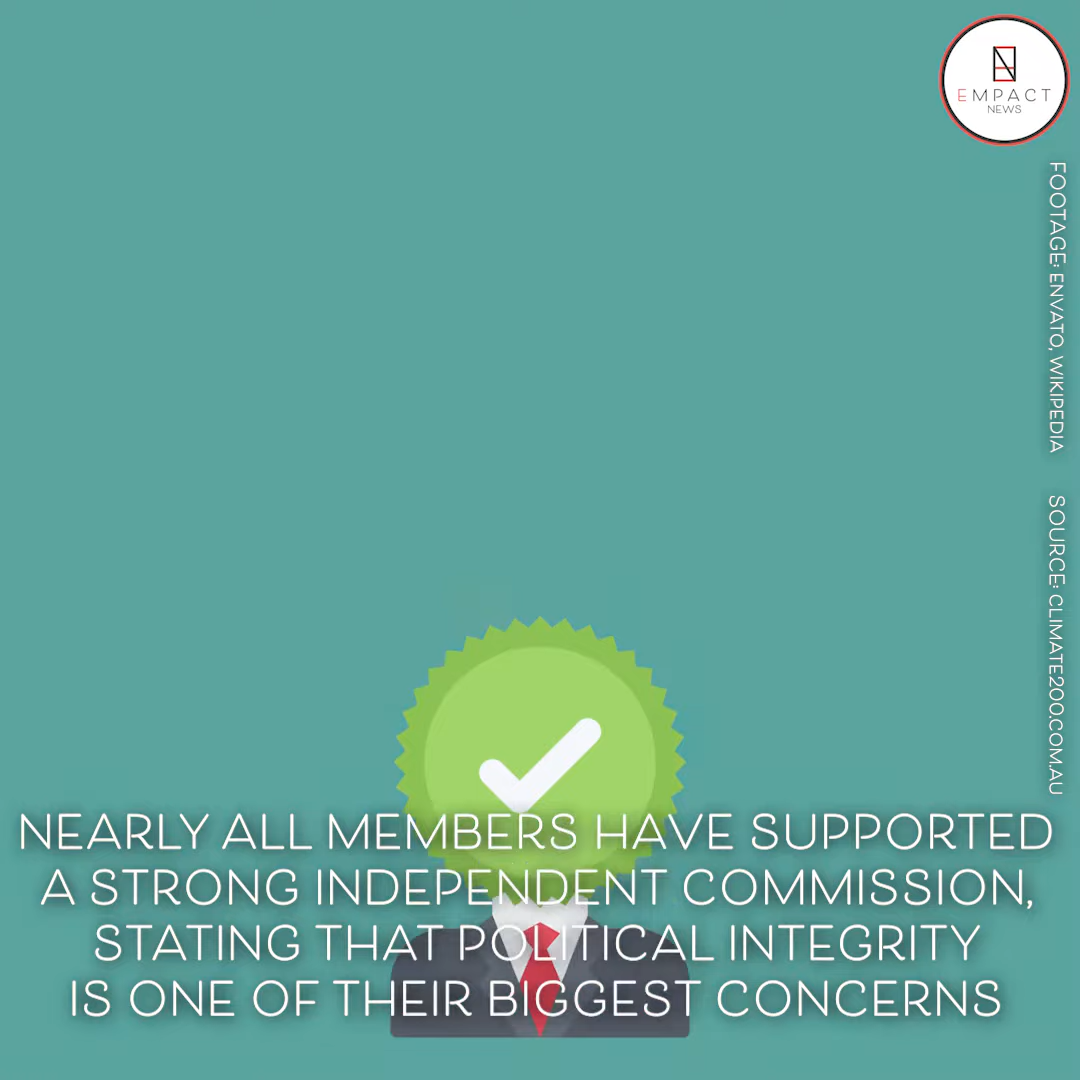 EMPACT
NEWS
FOOTAGE: ENVATO, WIKIPEDIA
SOURCE: CLIMATE200.COM.AU
NEARLY ALL MEMBERS HAVE SUPPORTED
A STRONG INDEPENDENT COMMISSION,
STATING THAT POLITICAL INTEGRITY
IS ONE OF THEIR BIGGEST CONCERNS